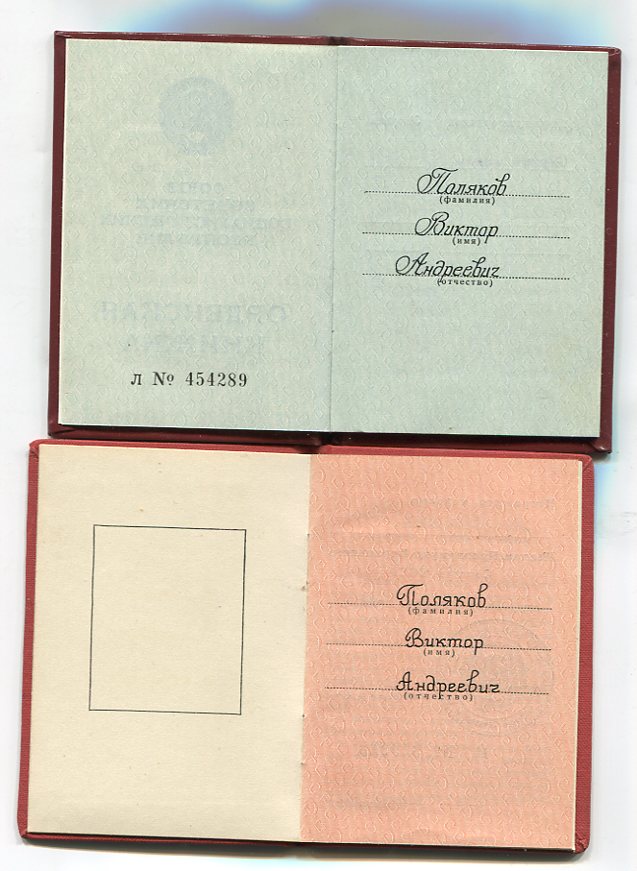 Поляков
(фамилия)
Виктор
(имя)
Андреевич
(отчество)
Л № 454289
Поляков
(фамилия)
Виктор
(имя)
Андреевич
(отчество)